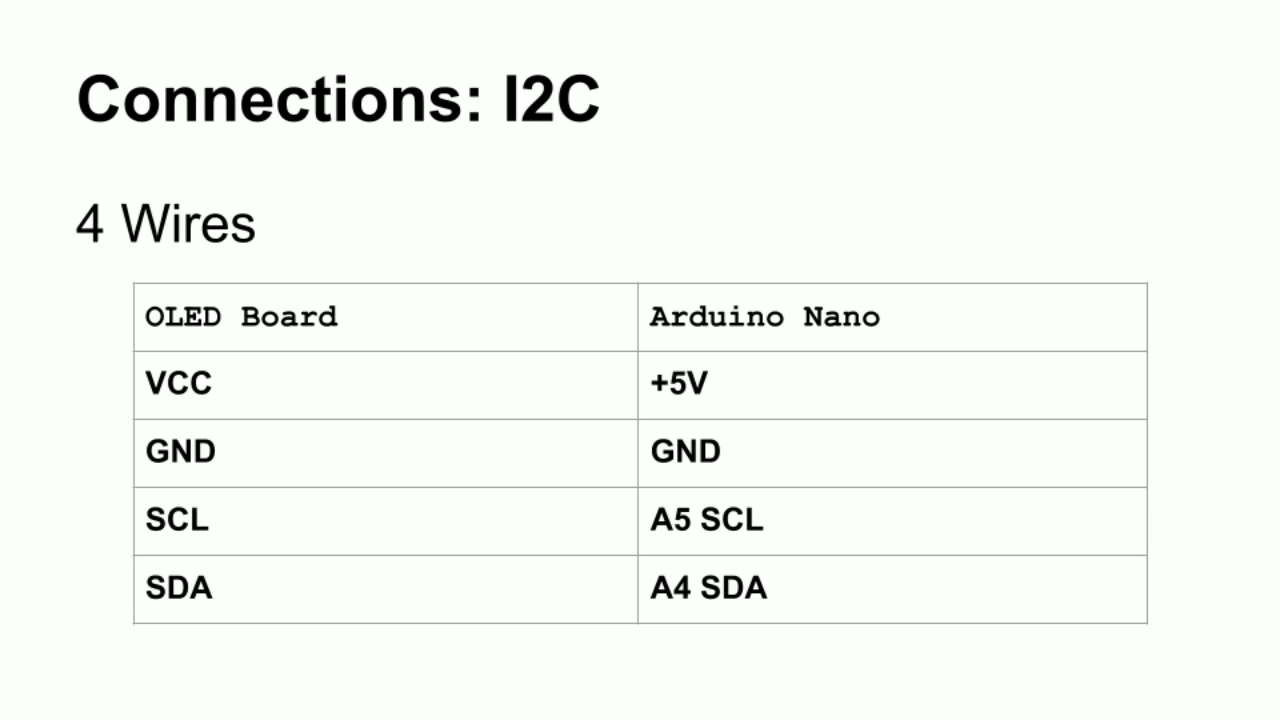 Connections: I2C
4 Wires
OLED Board Arduino Nano
VCC +5V
GND GND
SCL A5 SCL
SDA A4 SDA